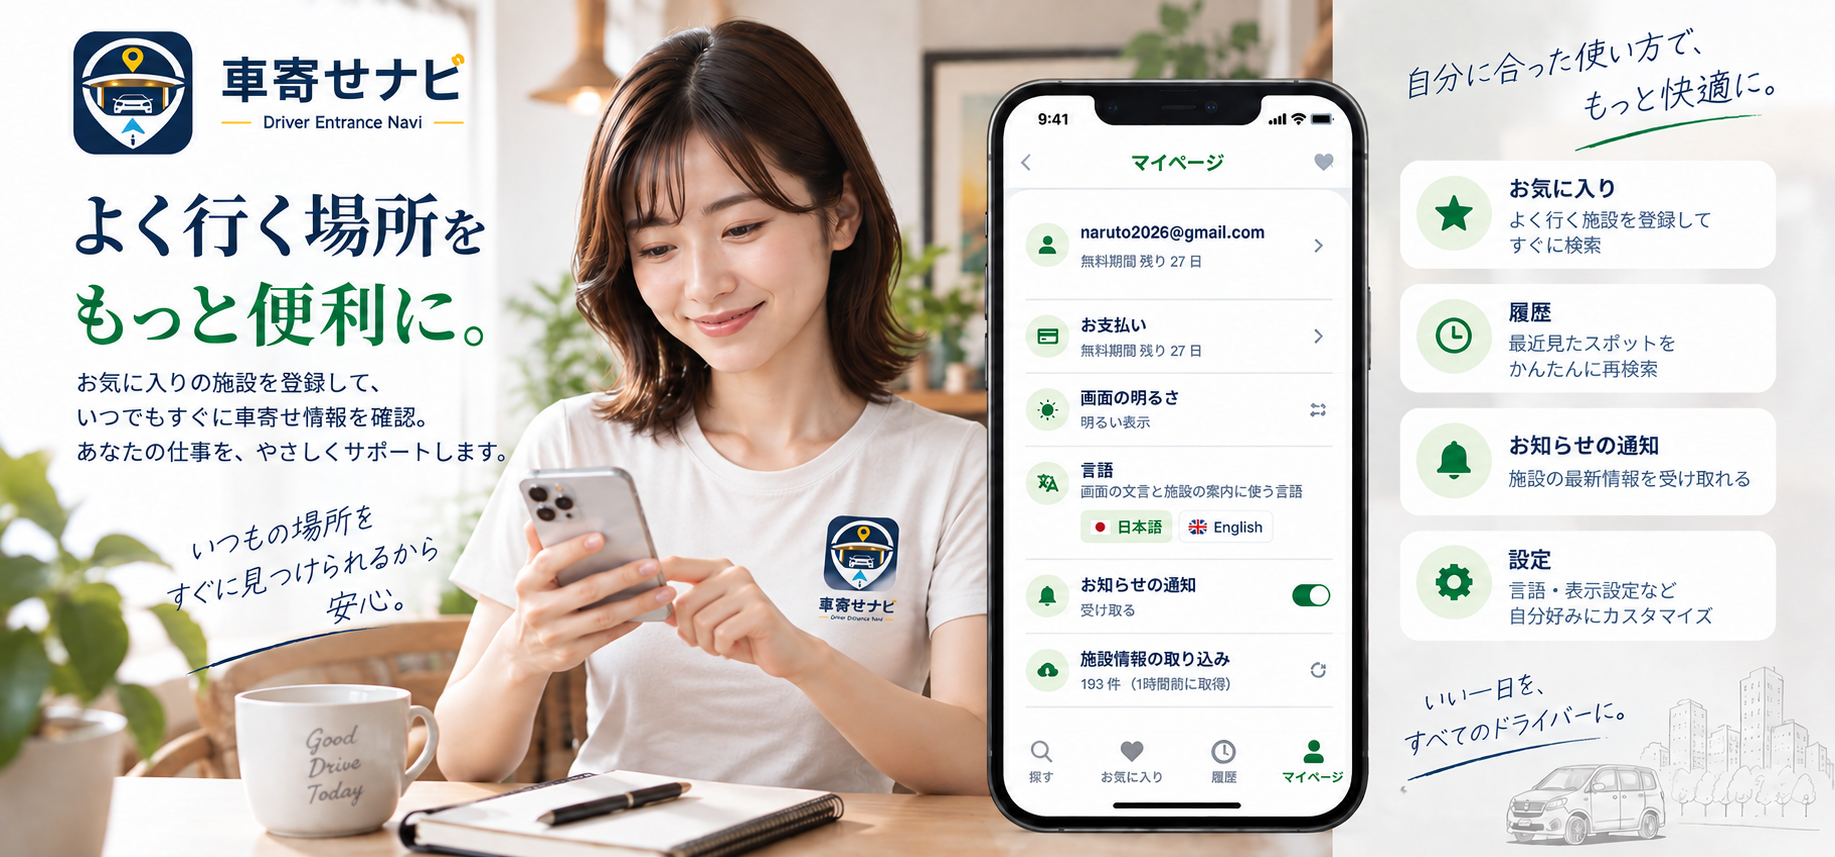 車寄せナビ
Driver Entrance Navi
よく行く場所を
もっと便利に。
お気に入りの施設を登録して、
いつでもすぐに車寄せ情報を確認。
あなたの仕事を、やさしくサポートします。
いつもの場所を
すぐに見つけられるから
安心。
Good
Drive
Today
車寄せナビ
Driver Entrance Navi
9:41
マイページ
naruto2026@gmail.com
無料期間 残り 27 日
お支払い
無料期間 残り 27 日
画面の明るさ
明るい表示
言語
画面の文言と施設の案内に使う言語
日本語 English
お知らせの通知
受け取る
施設情報の取り込み
193 件（1時間前に取得）
探す お気に入り 履歴 マイページ
自分に合った使い方で、
もっと快適に。
お気に入り
よく行く施設を登録して
すぐに検索
履歴
最近見たスポットを
かんたんに再検索
お知らせの通知
施設の最新情報を受け取れる
設定
言語・表示設定など
自分好みにカスタマイズ
いい一日を、
すべてのドライバーに。